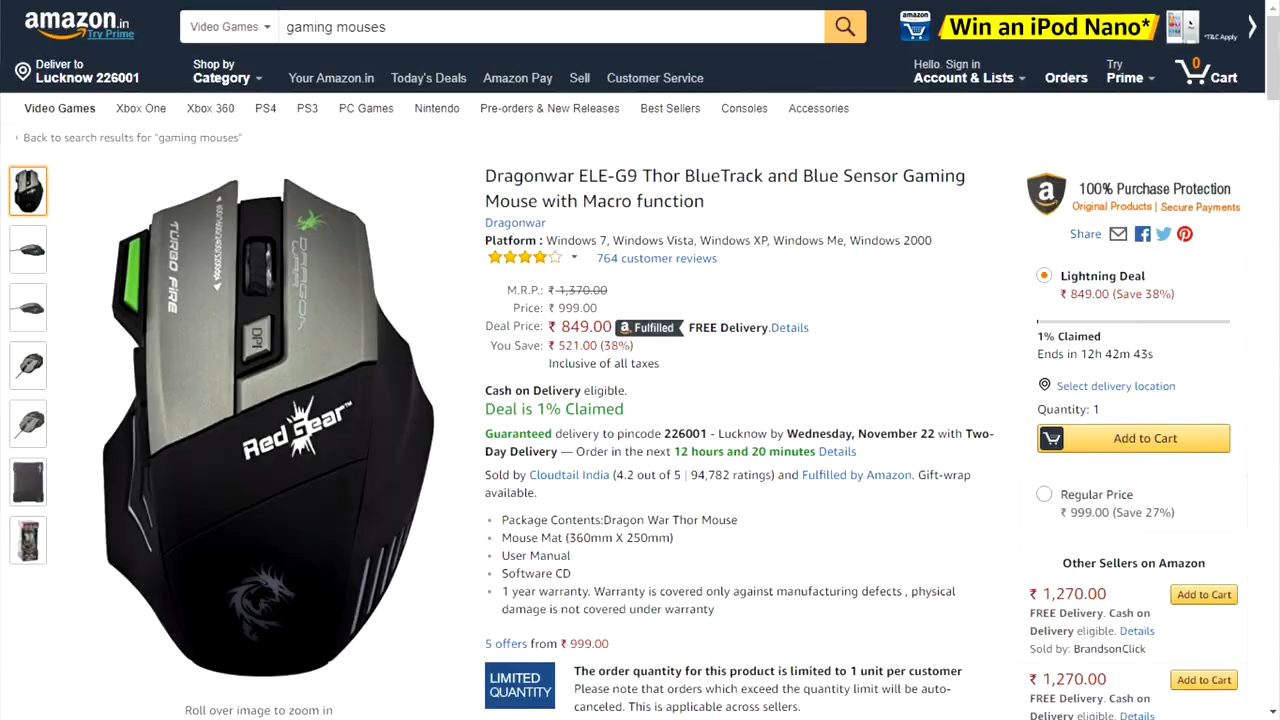 amazon.in
Try Prime
Video Games
gaming mouses
amazon
Win an iPod Nano*
*T&C Apply
Deliver to
Lucknow 226001
Shop by
Category
Your Amazon.in
Today's Deals
Amazon Pay
Sell
Customer Service
Hello. Sign in
Account & Lists
Orders
Try
Prime
0
Cart
Video Games
Xbox One
Xbox 360
PS4
PS3
PC Games
Nintendo
Pre-orders & New Releases
Best Sellers
Consoles
Accessories
‹ Back to search results for "gaming mouses"
TURBO FIRE
DRAGON
WAR
DPI
Red Gear™
Roll over image to zoom in
Dragonwar ELE-G9 Thor BlueTrack and Blue Sensor Gaming
Mouse with Macro function
Dragonwar
Platform : Windows 7, Windows Vista, Windows XP, Windows Me, Windows 2000
764 customer reviews
M.R.P.: ₹ 1,370.00
Price: ₹ 999.00
Deal Price: ₹ 849.00 a Fulfilled FREE Delivery.Details
You Save: ₹ 521.00 (38%)
Inclusive of all taxes
Cash on Delivery eligible.
Deal is 1% Claimed
Guaranteed delivery to pincode 226001 - Lucknow by Wednesday, November 22 with Two-
Day Delivery — Order in the next 12 hours and 20 minutes Details
Sold by Cloudtail India (4.2 out of 5 | 94,782 ratings) and Fulfilled by Amazon. Gift-wrap
available.
• Package Contents:Dragon War Thor Mouse
• Mouse Mat (360mm X 250mm)
• User Manual
• Software CD
• 1 year warranty. Warranty is covered only against manufacturing defects , physical
damage is not covered under warranty
5 offers from ₹ 999.00
LIMITED
QUANTITY
The order quantity for this product is limited to 1 unit per customer
Please note that orders which exceed the quantity limit will be auto-
canceled. This is applicable across sellers.
a
100% Purchase Protection
Original Products | Secure Payments
Share
Lightning Deal
₹ 849.00 (Save 38%)
1% Claimed
Ends in 12h 42m 43s
Select delivery location
Quantity: 1
Add to Cart
Regular Price
₹ 999.00 (Save 27%)
Other Sellers on Amazon
₹ 1,270.00
Add to Cart
FREE Delivery. Cash on
Delivery eligible. Details
Sold by: BrandsonClick
₹ 1,270.00
Add to Cart
FREE Delivery. Cash on
Delivery eligible. Details